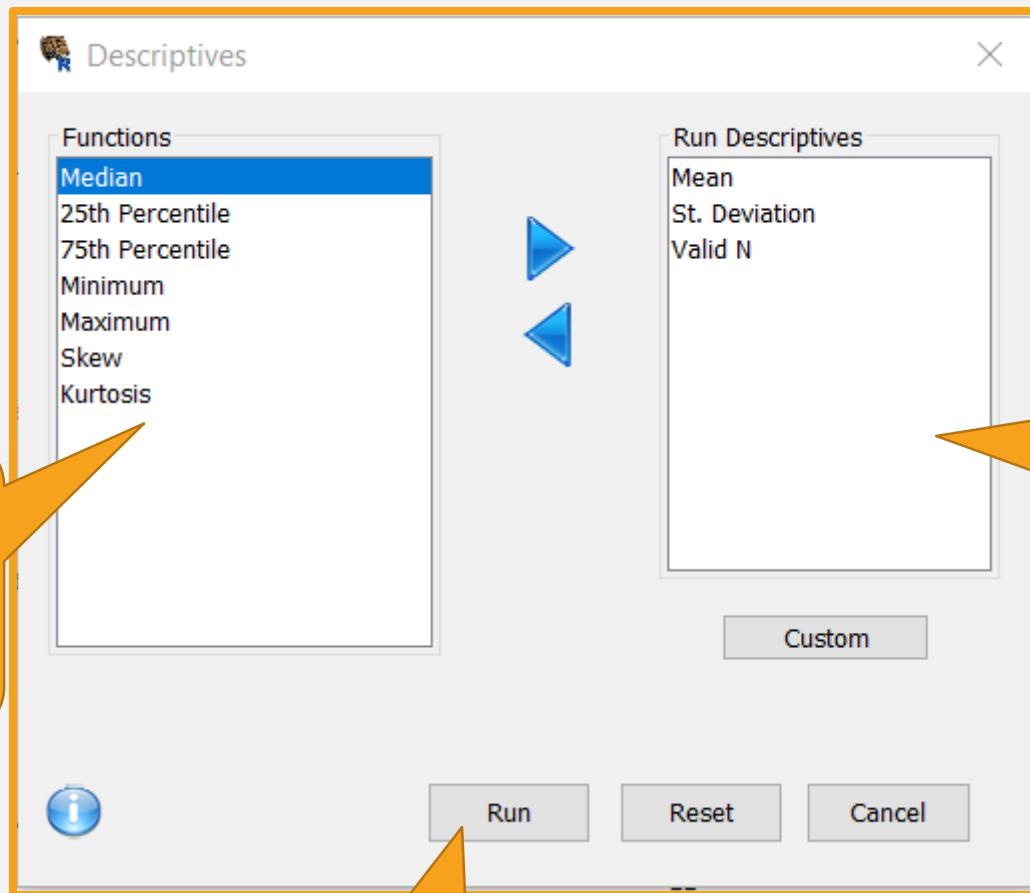 Descriptives
Functions
Median
25th Percentile
75th Percentile
Minimum
Maximum
Skew
Kurtosis
Run Descriptives
Mean
St. Deviation
Valid N
Custom
Run
Reset
Cancel